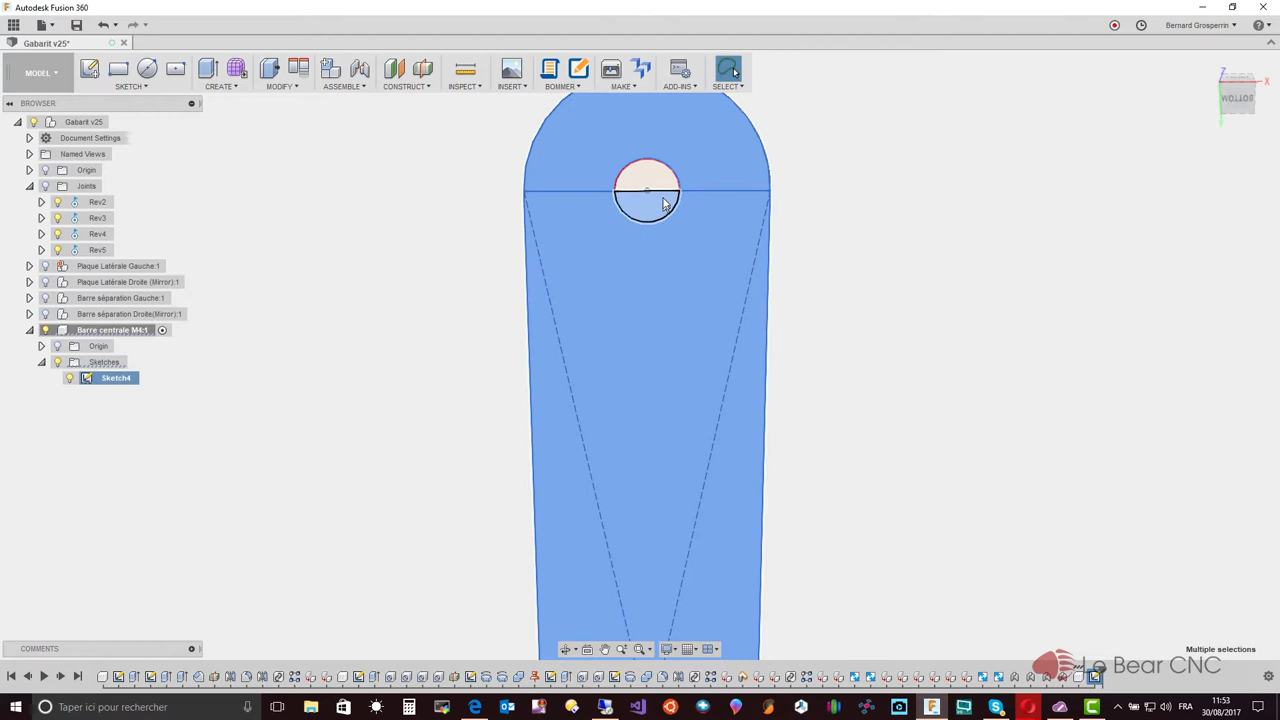 Autodesk Fusion 360
Bernard Grosperrin
Gabarit v25*
MODEL
SKETCH
CREATE
MODIFY
ASSEMBLE
CONSTRUCT
INSPECT
INSERT
BOMMER
MAKE
ADD-INS
SELECT
BROWSER
Gabarit v25
Document Settings
Named Views
Origin
Joints
Rev2
Rev3
Rev4
Rev5
Plaque Latérale Gauche:1
Plaque Latérale Droite (Mirror):1
Barre séparation Gauche:1
Barre séparation Droite(Mirror):1
Barre centrale M4:1
Origin
Sketches
Sketch4
Z
X
BOTTOM
COMMENTS
Multiple selections
Le Bear CNC
Taper ici pour rechercher
FRA
11:53
30/08/2017